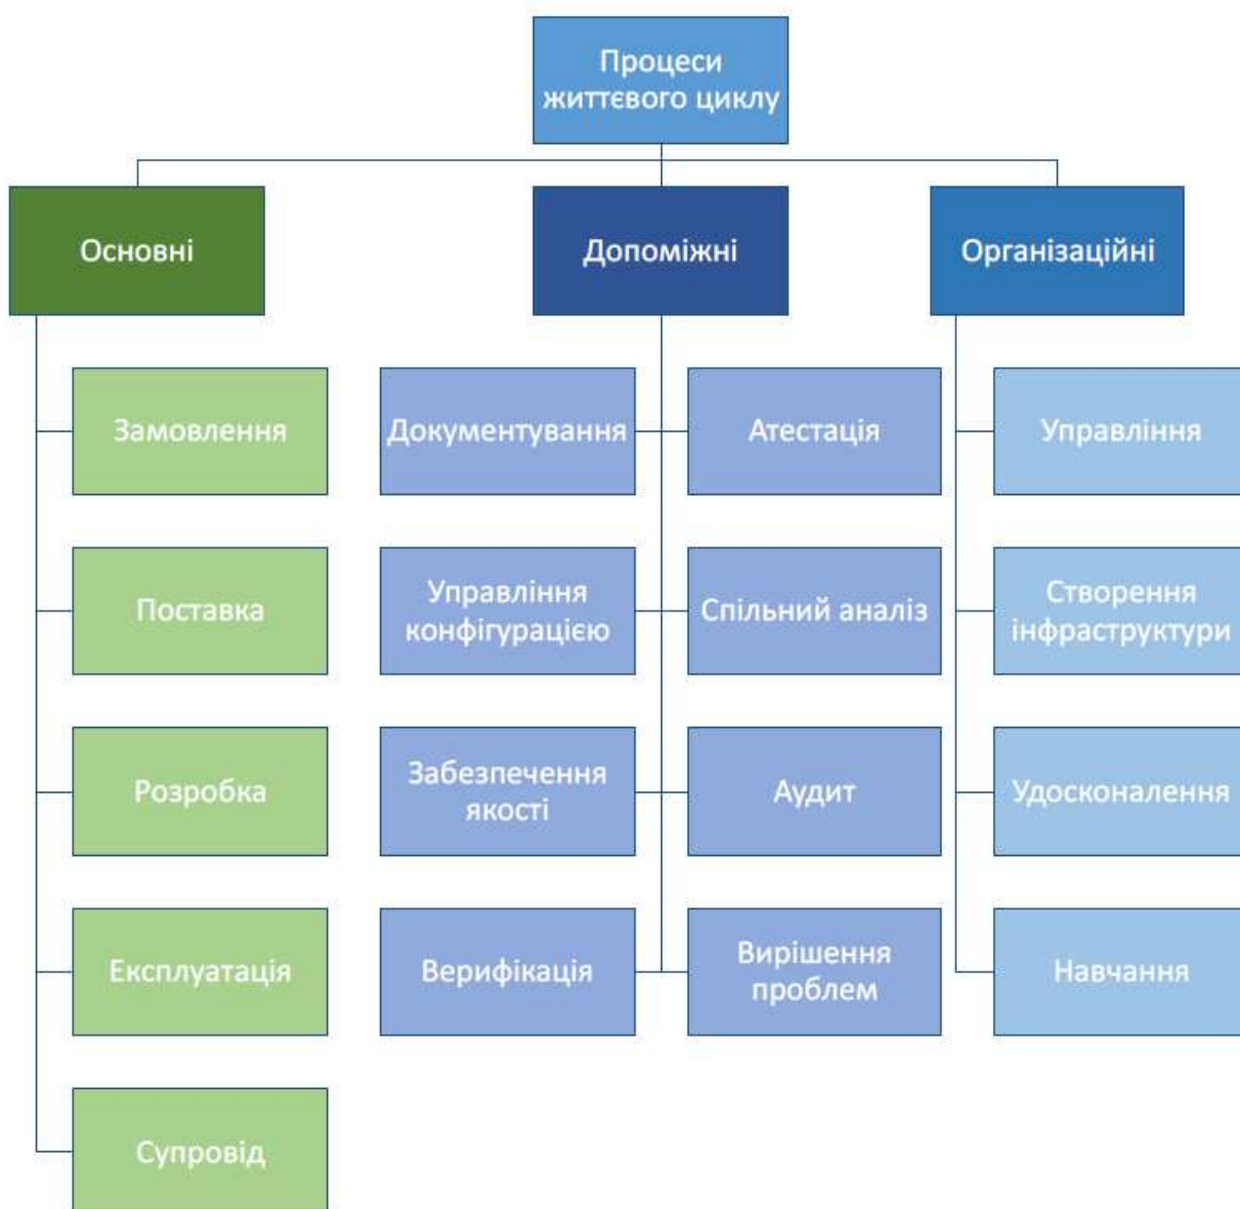 Процеси
життєвого циклу
Основні
Допоміжні
Організаційні
Замовлення
Документування
Атестація
Управління
Поставка
Управління
конфігурацією
Спільний аналіз
Створення
інфраструктури
Розробка
Забезпечення
якості
Аудит
Удосконалення
Експлуатація
Верифікація
Вирішення
проблем
Навчання
Супровід